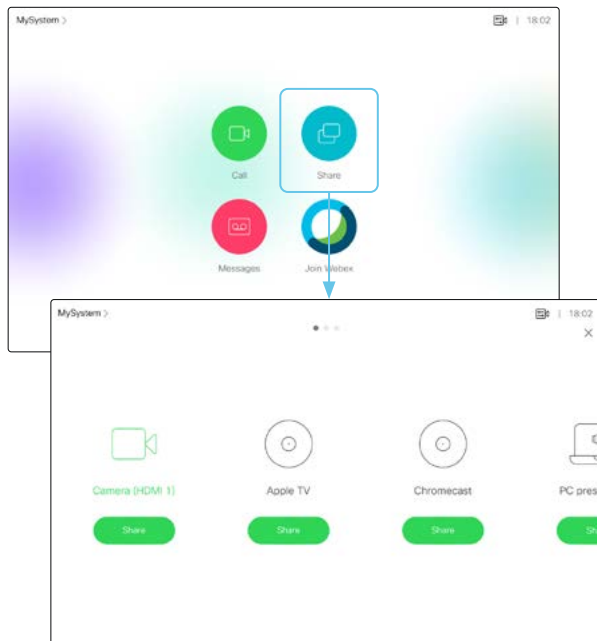 MySystem >
| 18:02
Call
Share
Messages
Join Webex
MySystem >
| 18:02
Camera (HDMI 1)
Apple TV
Chromecast
PC pres
Share
Share
Share